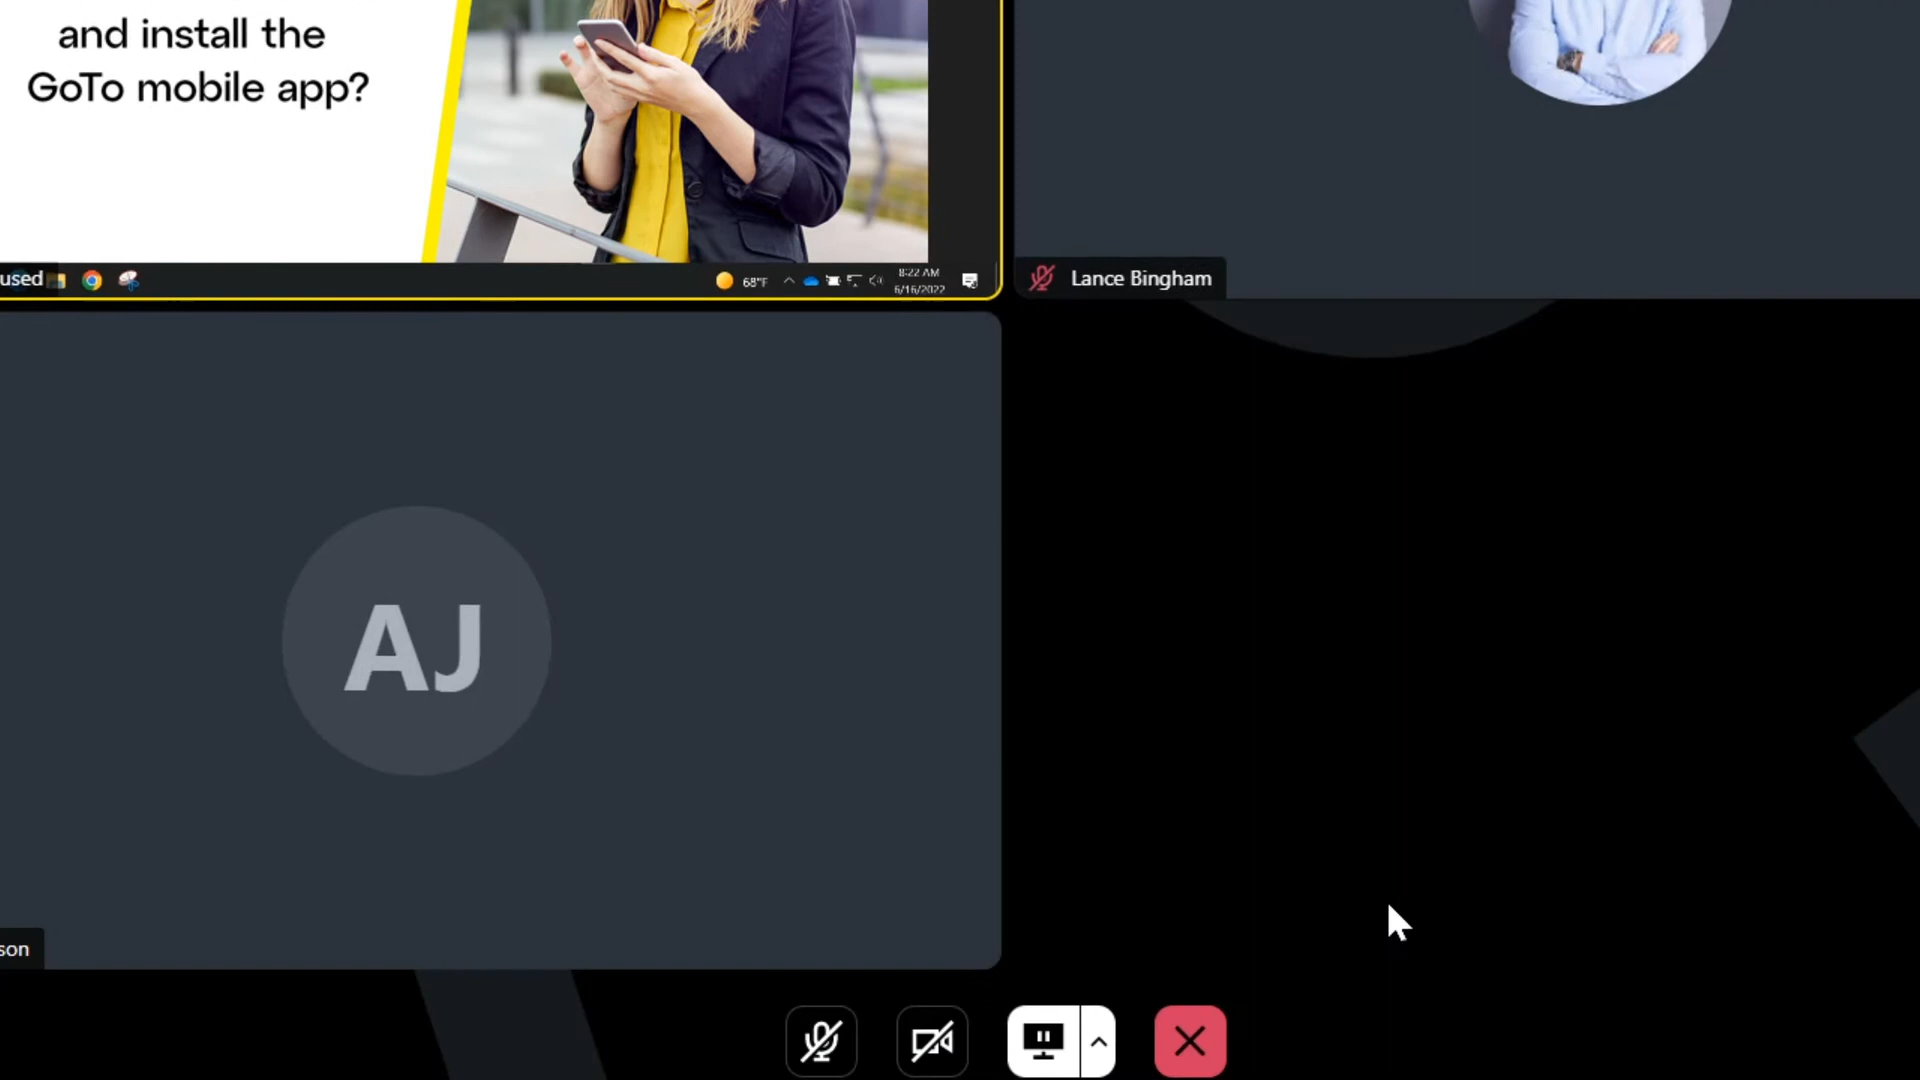 and install the
GoTo mobile app?
used
68°F
8:22 AM
6/16/2022
Lance Bingham
AJ
son